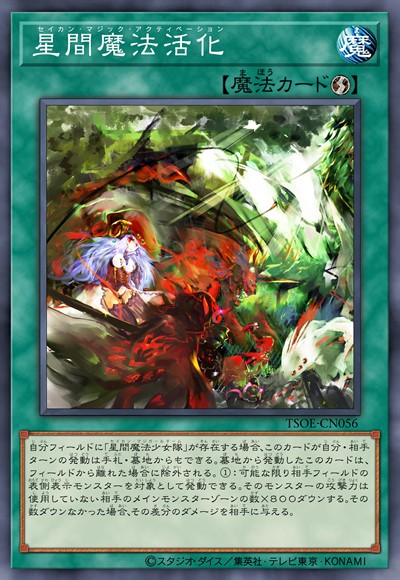 セイカン・マジック・アクティベーション
星間魔法活化
魔
【魔法カード】
TSOE-CN056
自分フィールドに「星間魔法少女隊」が存在する場合、このカードが自分・相手
ターンの発動は手札・墓地からもできる。墓地から発動したこのカードは、
フィールドから離れた場合に除外される。①：可能な限り相手フィールドの
表側表示モンスターを対象として発動できる。そのモンスターの攻撃力は
使用していない相手のメインモンスターゾーンの数×800ダウンする。その
数ダウンなかった場合、その差分のダメージを相手に与える。
©スタジオ・ダイス／集英社・テレビ東京・KONAMI